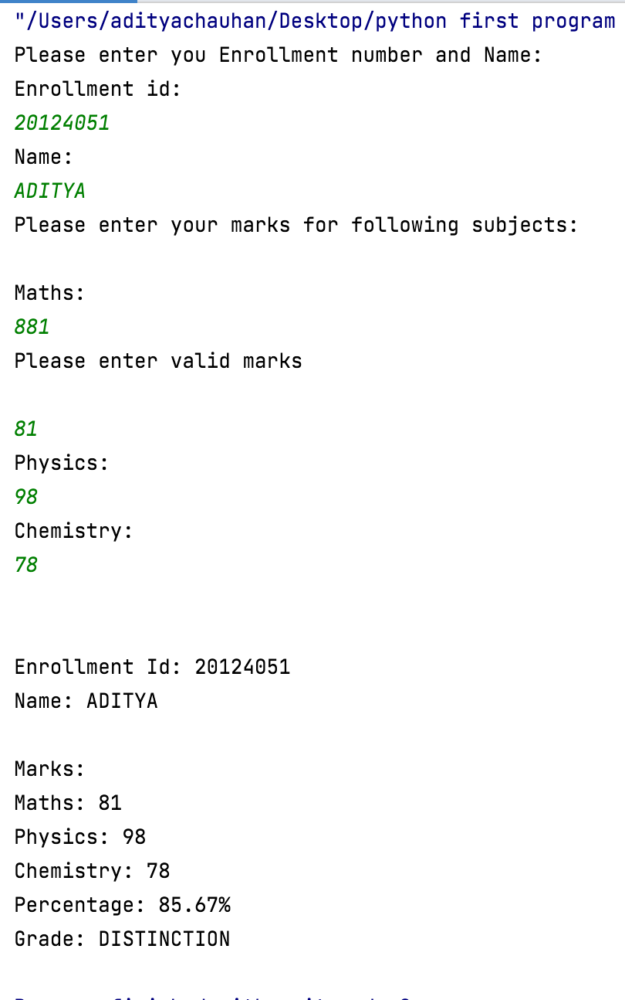 "/Users/adityachauhan/Desktop/python first program
Please enter you Enrollment number and Name:
Enrollment id:
20124051
Name:
ADITYA
Please enter your marks for following subjects:
Maths:
881
Please enter valid marks
81
Physics:
98
Chemistry:
78
Enrollment Id: 20124051
Name: ADITYA
Marks:
Maths: 81
Physics: 98
Chemistry: 78
Percentage: 85.67%
Grade: DISTINCTION